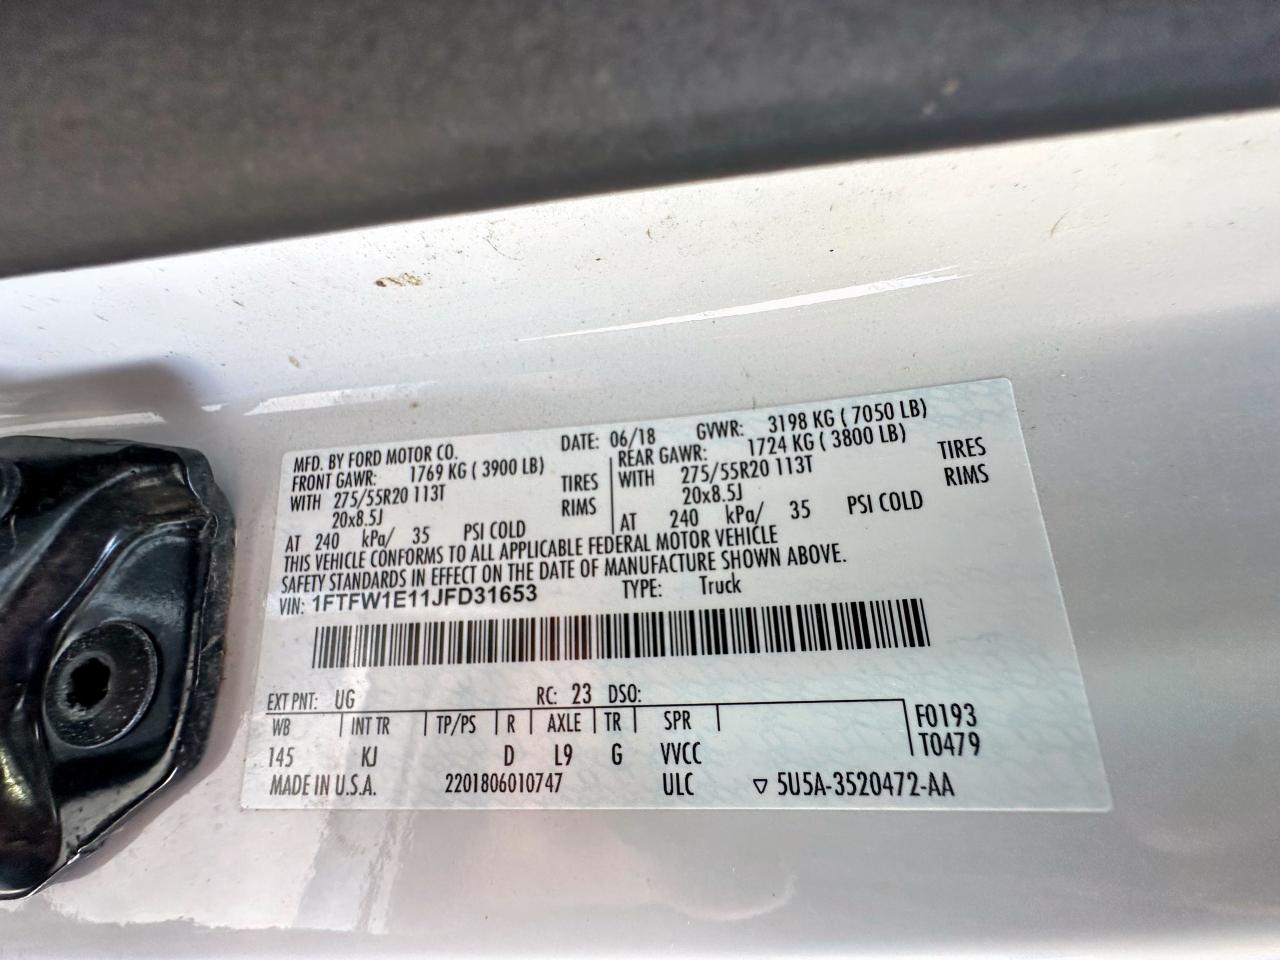 MFD. BY FORD MOTOR CO. DATE: 06/18 GVWR: 3198 KG ( 7050 LB)
FRONT GAWR: 1769 KG ( 3900 LB) REAR GAWR: 1724 KG ( 3800 LB)
WITH 275/55R20 113T TIRES WITH 275/55R20 113T TIRES
20x8.5J RIMS 20x8.5J RIMS
AT 240 kPa/ 35 PSI COLD AT 240 kPa/ 35 PSI COLD
THIS VEHICLE CONFORMS TO ALL APPLICABLE FEDERAL MOTOR VEHICLE
SAFETY STANDARDS IN EFFECT ON THE DATE OF MANUFACTURE SHOWN ABOVE.
VIN: 1FTFW1E11JFD31653 TYPE: Truck
EXT PNT: UG RC: 23 DSO:
WB INT TR TP/PS R AXLE TR SPR F0193
145 KJ D L9 G VVCC T0479
MADE IN U.S.A. 2201806010747 ULC ▽ 5U5A-3520472-AA